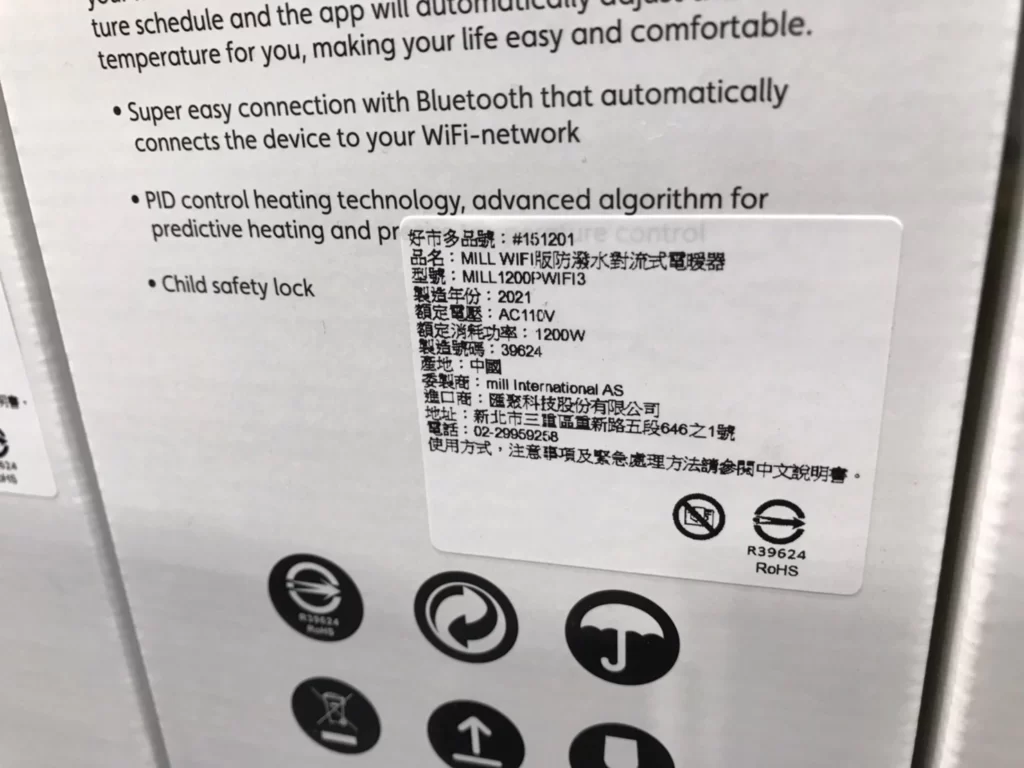 ture schedule and the app will automatically adjust
temperature for you, making your life easy and comfortable.
• Super easy connection with Bluetooth that automatically
connects the device to your WiFi-network
• PID control heating technology, advanced algorithm for
predictive heating and pr
control
• Child safety lock
好市多品號：#151201
品名：MILL WIFI版防潑水對流式電暖器
型號：MILL1200PWIFI3
製造年份：2021
額定電壓：AC110V
額定消耗功率：1200W
製造號碼：39624
產地：中國
委製商：mill International AS
進口商：匯聚科技股份有限公司
地址：新北市三重區重新路五段646之1號
電話：02-29959258
使用方式，注意事項及緊急處理方法請參閱中文說明書。
R39624
RoHS
R39624
RoHS